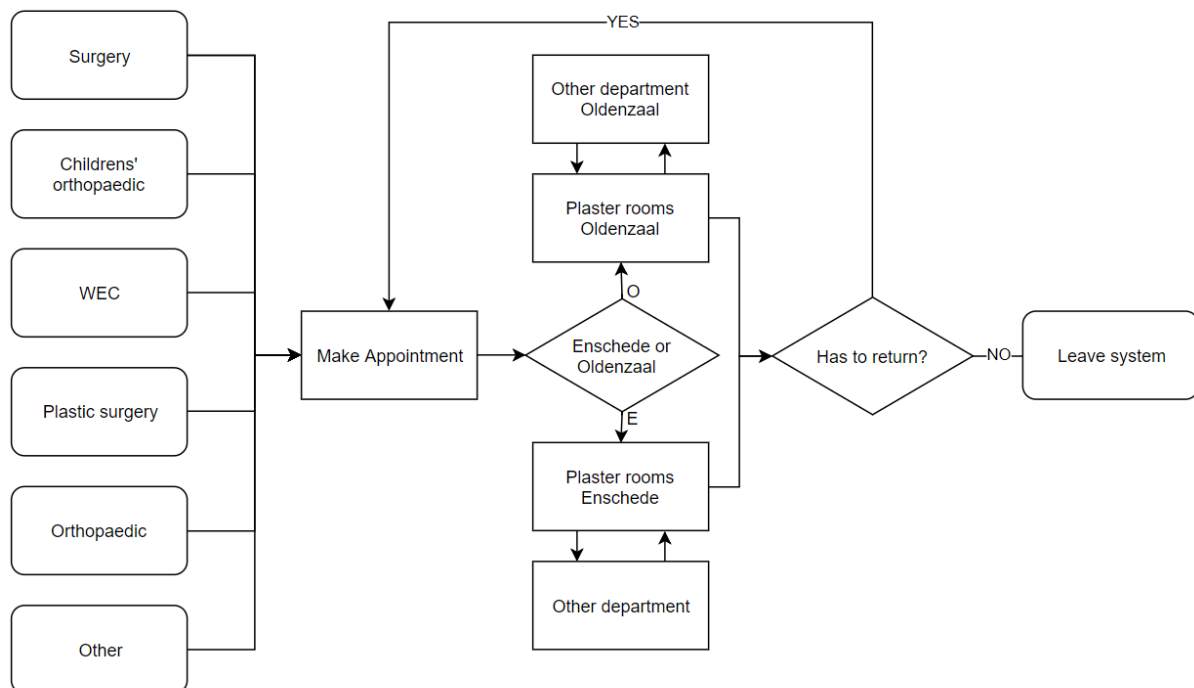 Surgery
Childrens'
orthopaedic
WEC
Plastic surgery
Orthopaedic
Other
Make Appointment
YES
Other department
Oldenzaal
Plaster rooms
Oldenzaal
O
Enschede or
Oldenzaal
E
Plaster rooms
Enschede
Other department
Has to return?
NO
Leave system